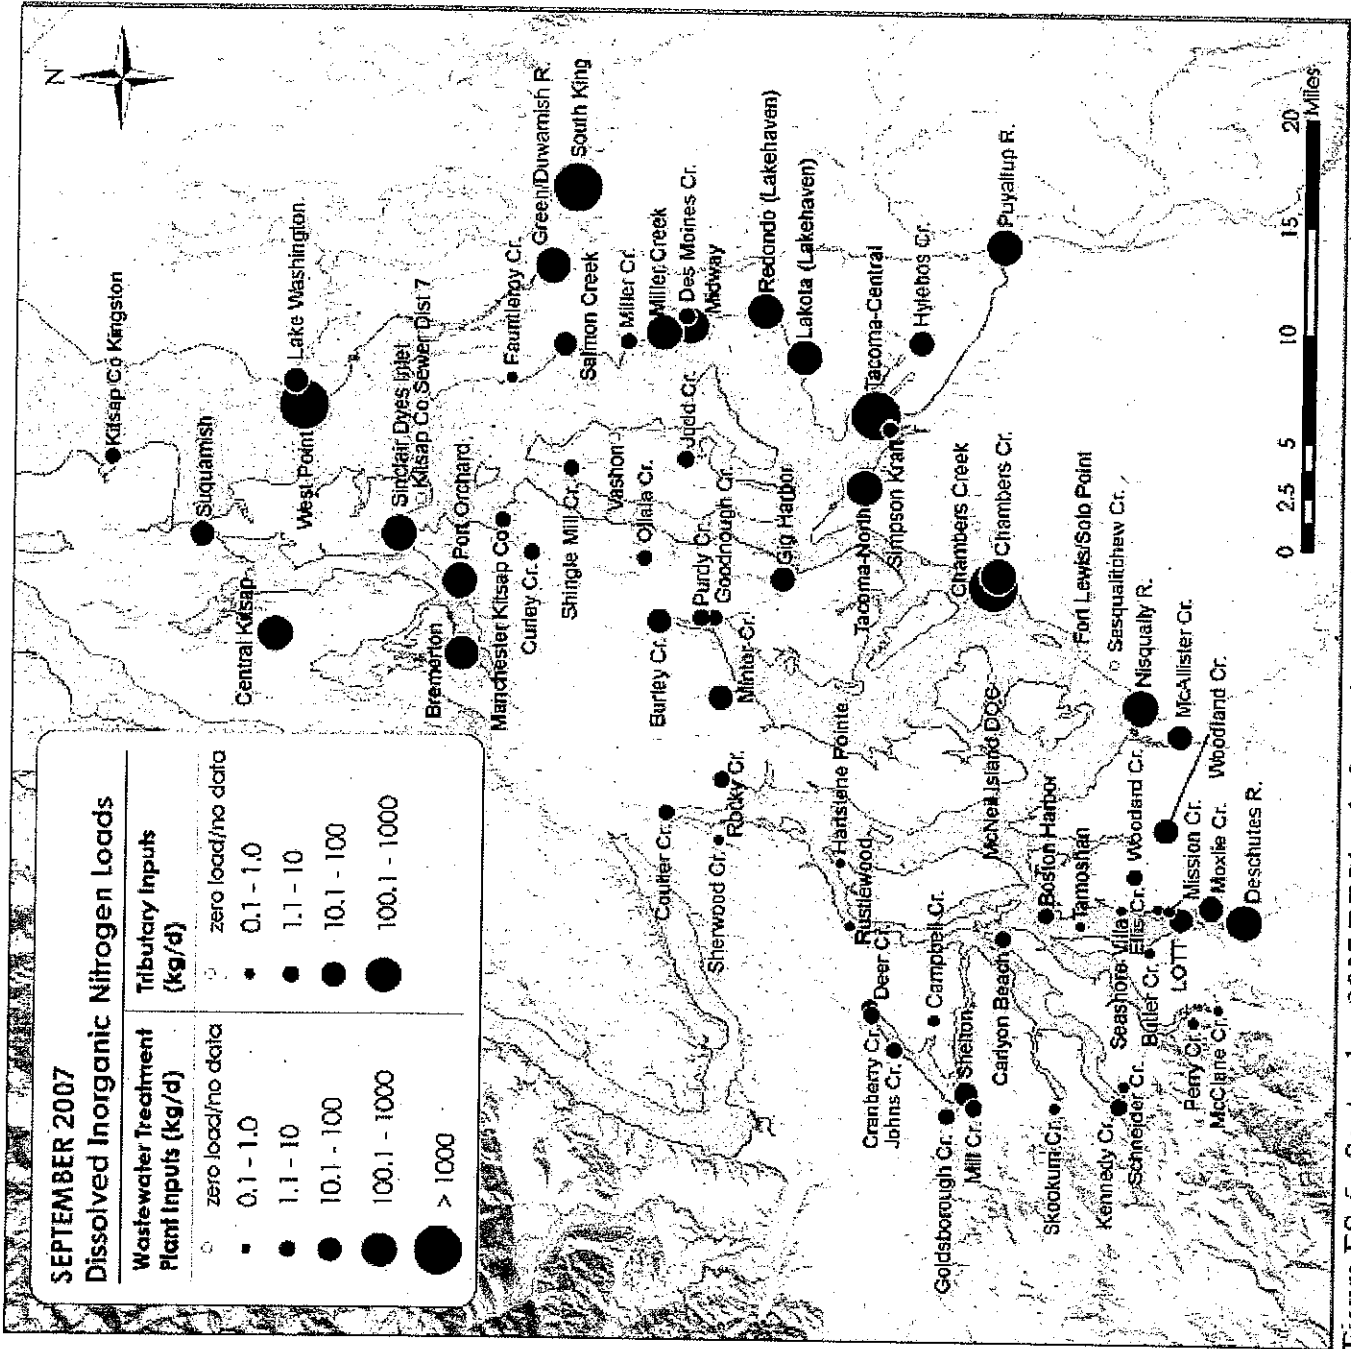 SEPTEMBER 2007
Dissolved Inorganic Nitrogen Loads
Wastewater Treatment
Plant Inputs (kg/d)
zero load/no data
0.1 - 1.0
1.1 - 10
10.1 - 100
100.1 - 1000
> 1000
Tributary Inputs
(kg/d)
zero load/no data
0.1 - 1.0
1.1 - 10
10.1 - 100
100.1 - 1000
N
Kitsap Co Kingston
Suquamish
Lake Washington
West Point
Central Kitsap
Sinclair Dyes Inlet
Kitsap Co Sewer Dist 7
Port Orchard
Bremerton
Manchester Kitsap Co
Fauntleroy Cr.
Green/Duwamish R.
South King
Curley Cr.
Salmon Creek
Shingle Mill Cr.
Vashon
Miller Cr.
Miller Creek
Ollala Cr.
Judd Cr.
Des Moines Cr.
Midway
Burley Cr.
Purdy Cr.
Goodnough Cr.
Minter Cr.
Coulter Cr.
Rocky Cr.
Sherwood Cr.
Redondo (Lakehaven)
Gig Harbor
Lakota (Lakehaven)
Hartstene Pointe
Rustlewood
Tacoma-North
Tacoma-Central
Simpson Kraft
Hylebos Cr.
Cranberry Cr.
Deer Cr.
Johns Cr.
Campbell Cr.
Goldsborough Cr.
Shelton
Mill Cr.
Chambers Creek
Chambers Cr.
Puyallup R.
McNeil Island DOC
Carlyon Beach
Boston Harbor
Skookum Cr.
Tamoshan
Fort Lewis/Solo Point
Sasqualitchew Cr.
Kennedy Cr.
Schneider Cr.
Seashore Villa
Ellis Cr.
Woodard Cr.
Nisqually R.
Butler Cr.
LOTT
Mission Cr.
McAllister Cr.
Perry Cr.
McClane Cr.
Moxlie Cr.
Woodland Cr.
Deschutes R.
0 2.5 5 10 15 20
Miles